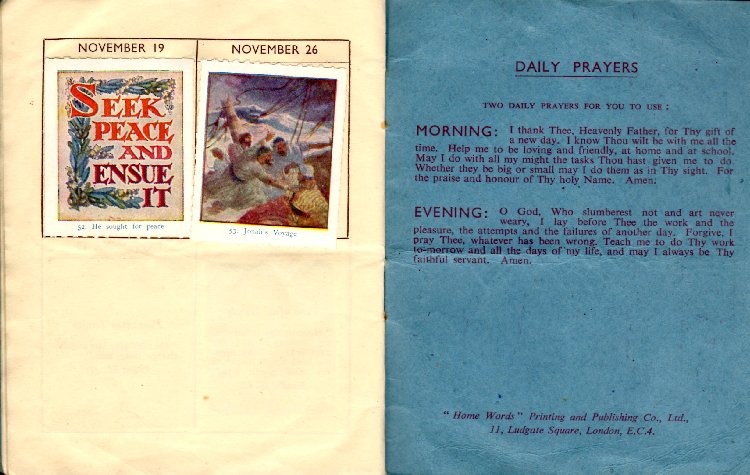 NOVEMBER 19
NOVEMBER 26
SEEK
PEACE
AND
ENSUE
IT
52. He sought for peace
53. Jonah's Voyage
DAILY PRAYERS
TWO DAILY PRAYERS FOR YOU TO USE :
MORNING: I thank Thee, Heavenly Father, for Thy gift of
a new day. I know Thou wilt be with me all the
time. Help me to be loving and friendly, at home and at school.
May I do with all my might the tasks Thou hast given me to do.
Whether they be big or small may I do them as in Thy sight. For
the praise and honour of Thy holy Name. Amen.
EVENING: O God, Who slumberest not and art never
weary, I lay before Thee the work and the
pleasure, the attempts and the failures of another day. Forgive, I
pray Thee, whatever has been wrong. Teach me to do Thy work
to-morrow and all the days of my life, and may I always be Thy
faithful servant. Amen.
"Home Words" Printing and Publishing Co., Ltd.,
11, Ludgate Square, London, E.C.4.